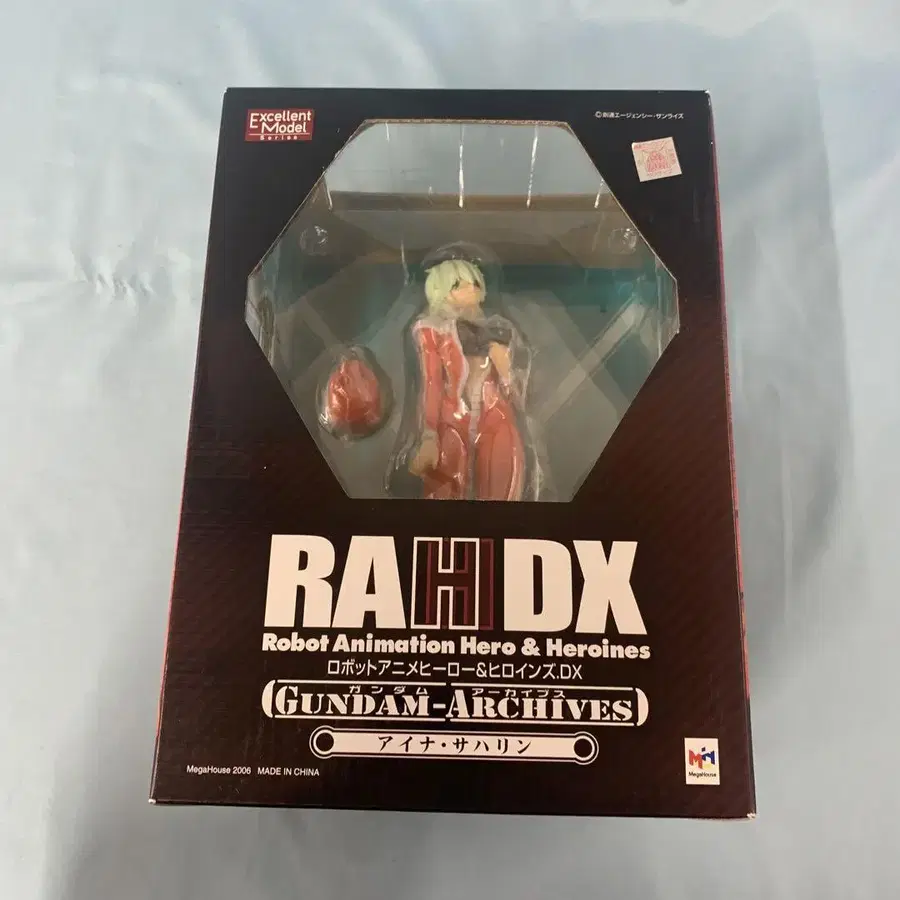 Excellent
Model
Series
©創通エージェンシー・サンライズ
RAHDX
Robot Animation Hero & Heroines
ロボットアニメヒーロー&ヒロインズ.DX
ガンダム アーカイブス
GUNDAM-ARCHIVES
アイナ・サハリン
MegaHouse 2006 MADE IN CHINA
MegaHouse